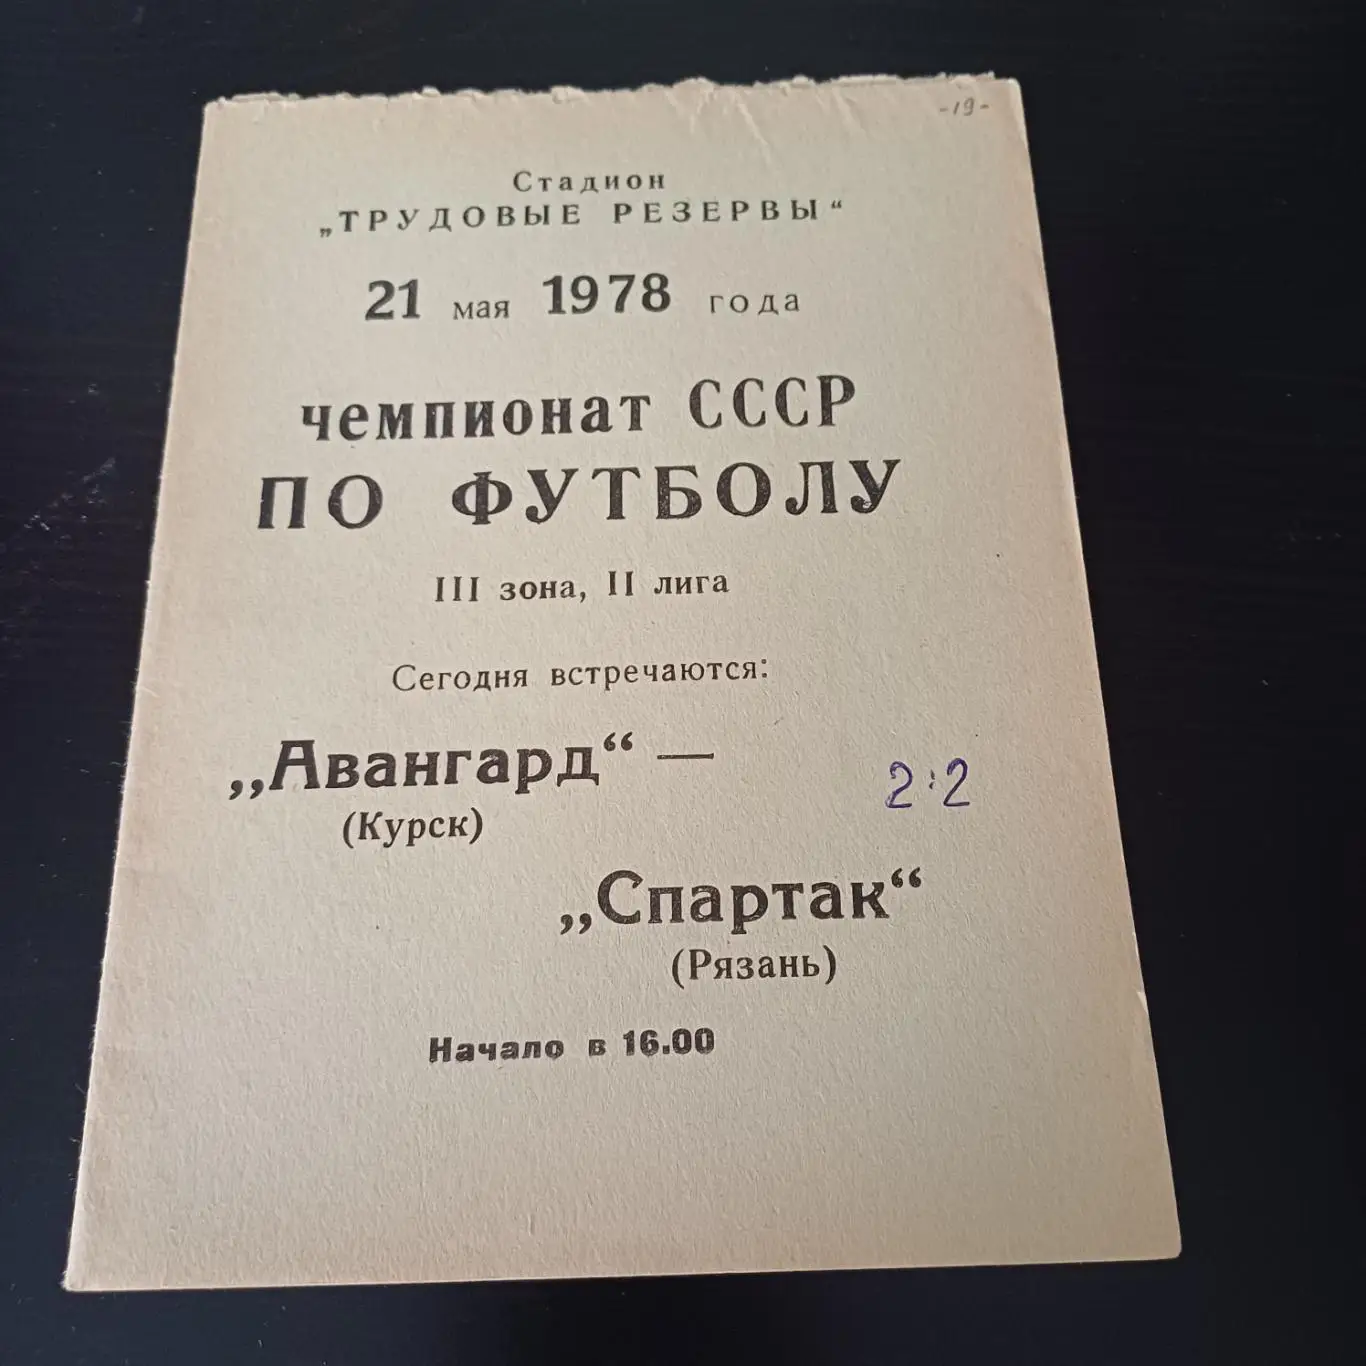 -19-
Стадион
„ТРУДОВЫЕ РЕЗЕРВЫ“
21 мая 1978 года
чемпионат СССР
ПО ФУТБОЛУ
III зона, II лига
Сегодня встречаются:
„Авангард“ —
(Курск)
2:2
„Спартак“
(Рязань)
Начало в 16.00